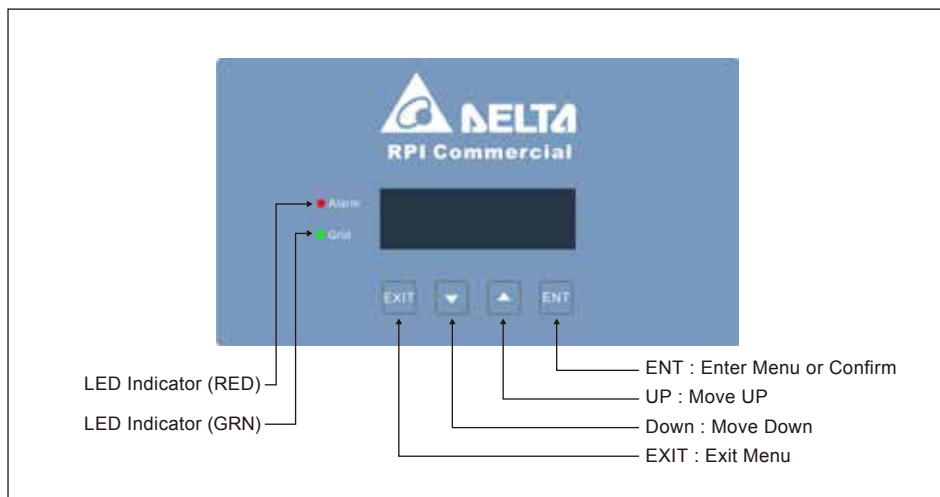 DELTA
RPI Commercial
Alarm
Grid
EXIT
ENT
LED Indicator (RED)
LED Indicator (GRN)
ENT : Enter Menu or Confirm
UP : Move UP
Down : Move Down
EXIT : Exit Menu